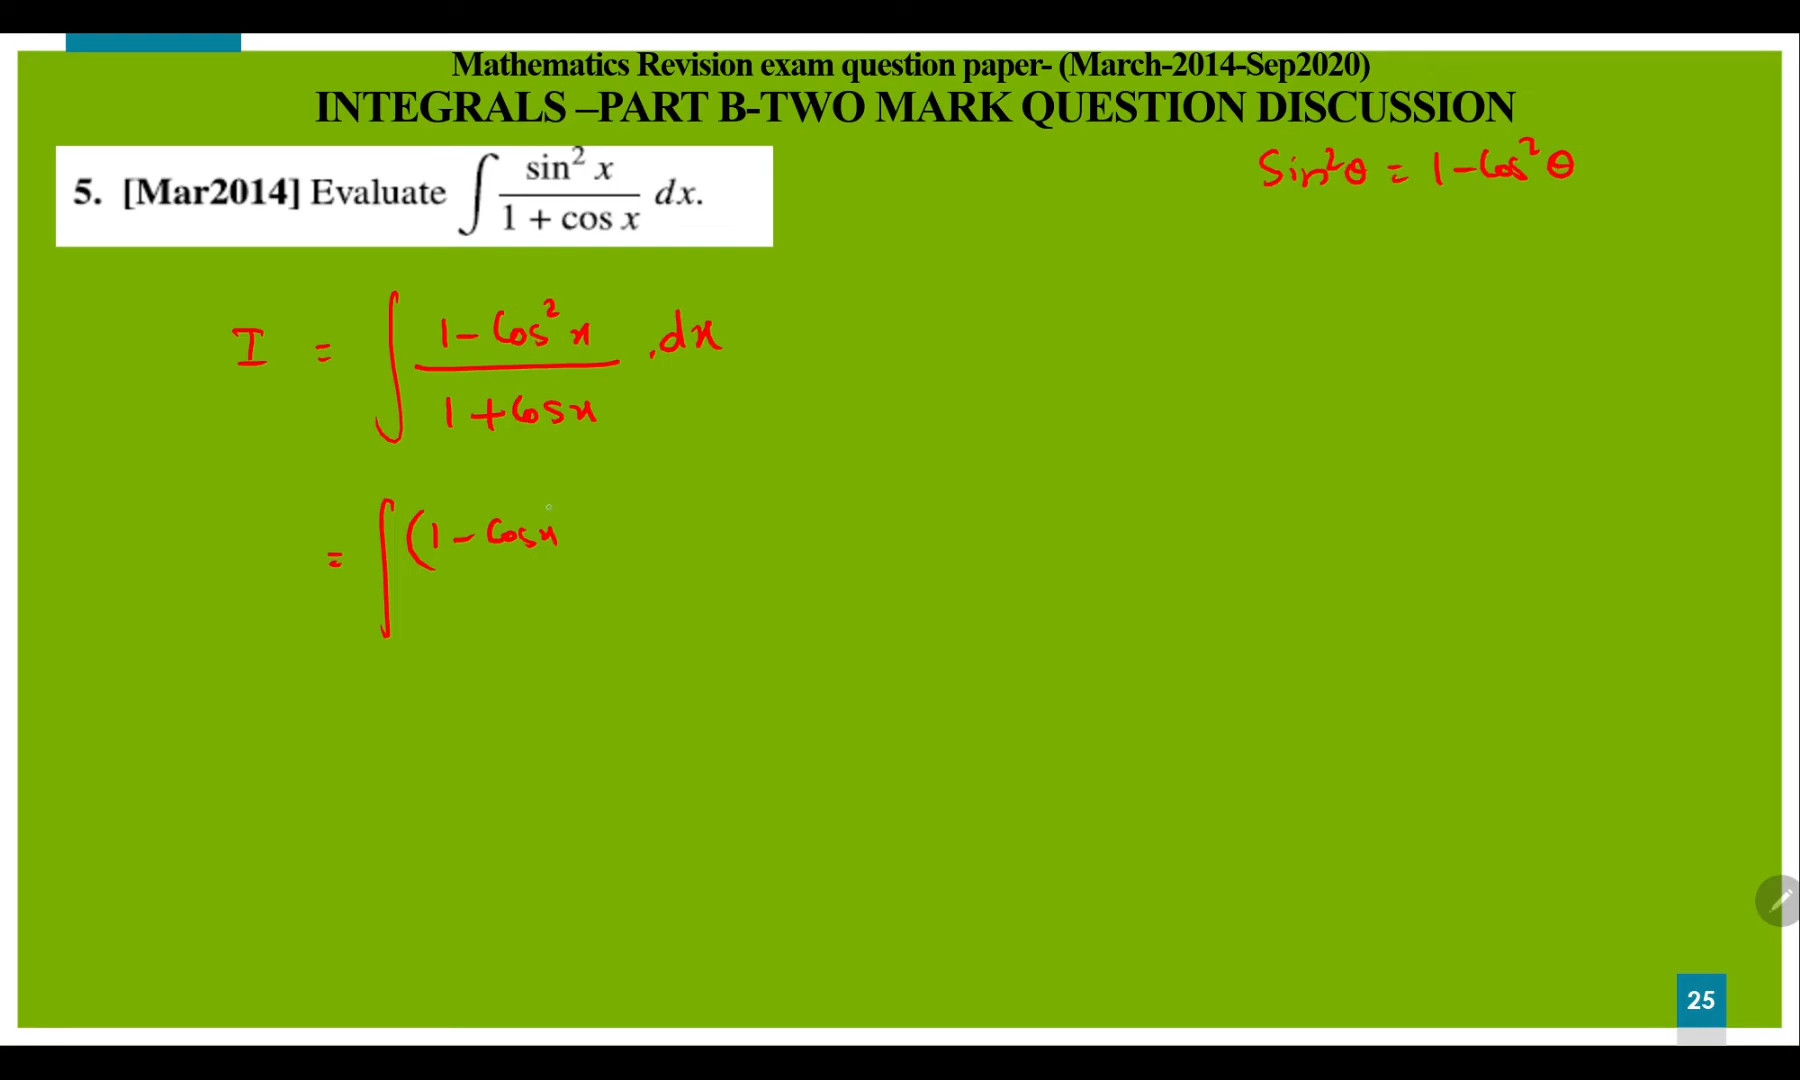 Mathematics Revision exam question paper- (March-2014-Sep2020)
INTEGRALS –PART B-TWO MARK QUESTION DISCUSSION
Sin²θ = 1 - Cos²θ
5. [Mar2014] Evaluate ∫ sin² x / 1 + cos x dx.
I = ∫ 1 - Cos² x / 1 + Cos x . dx
= ∫ (1 - Cos x
25